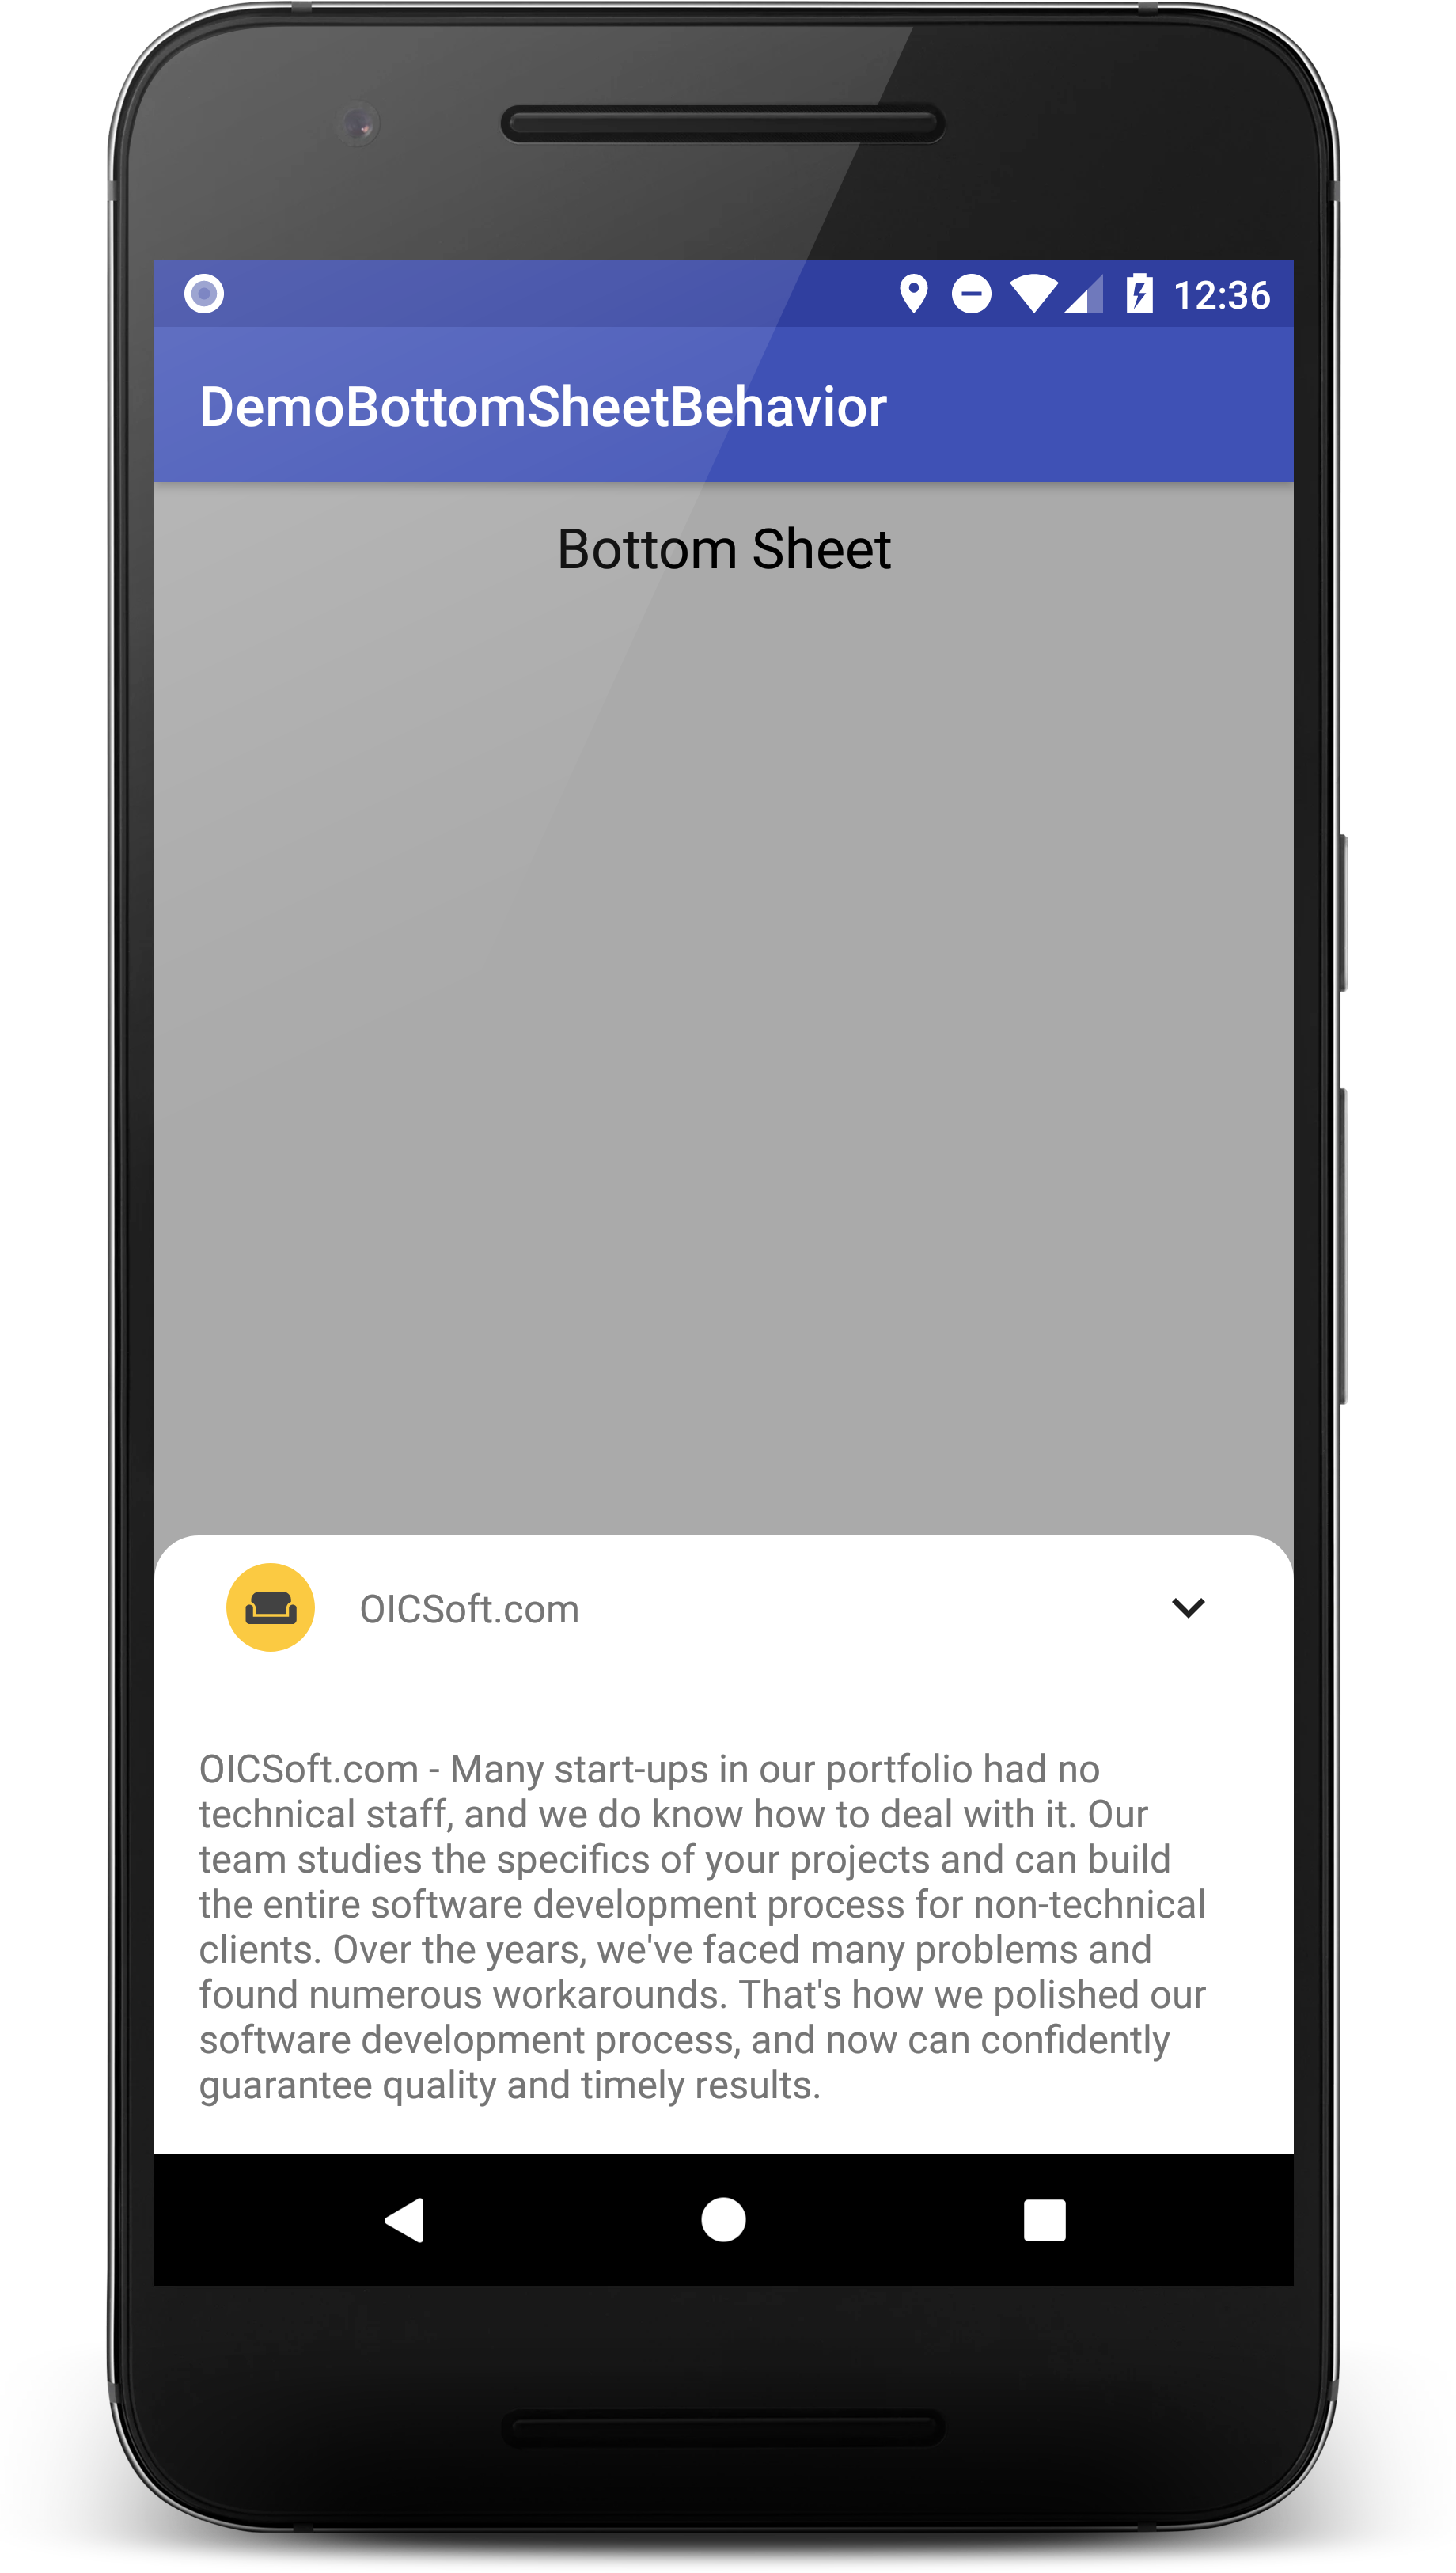 12:36
DemoBottomSheetBehavior
Bottom Sheet
OICSoft.com
OICSoft.com - Many start-ups in our portfolio had no
technical staff, and we do know how to deal with it. Our
team studies the specifics of your projects and can build
the entire software development process for non-technical
clients. Over the years, we've faced many problems and
found numerous workarounds. That's how we polished our
software development process, and now can confidently
guarantee quality and timely results.